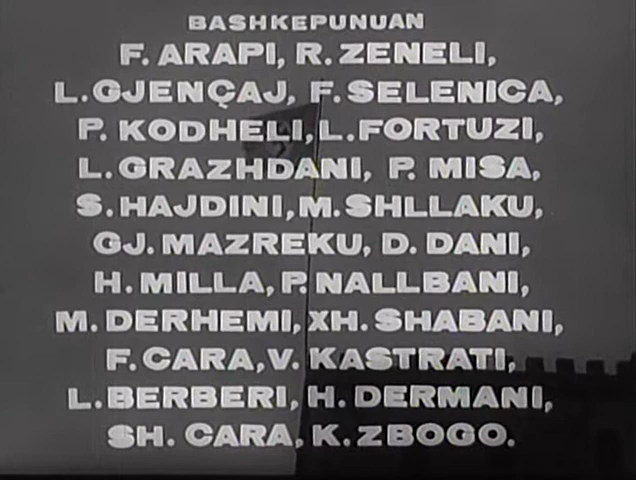 BASHKEPUNUAN
F. ARAPI, R. ZENELI,
L. GJENÇAJ, F. SELENICA,
P. KODHELI, L. FORTUZI,
L. GRAZHDANI, P. MISA,
S. HAJDINI, M. SHLLAKU,
GJ. MAZREKU, D. DANI,
H. MILLA, P. NALLBANI,
M. DERHEMI, XH. SHABANI,
F. CARA, V. KASTRATI,
L. BERBERI, H. DERMANI,
SH. CARA, K. ZBOGO.